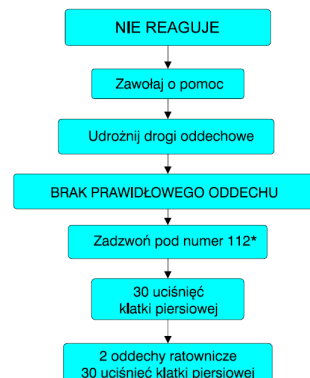 NIE REAGUJE
Zawołaj o pomoc
Udrożnij drogi oddechowe
BRAK PRAWIDŁOWEGO ODDECHU
Zadzwoń pod numer 112*
30 uciśnięć
klatki piersiowej
2 oddechy ratownicze
30 uciśnięć klatki piersiowej